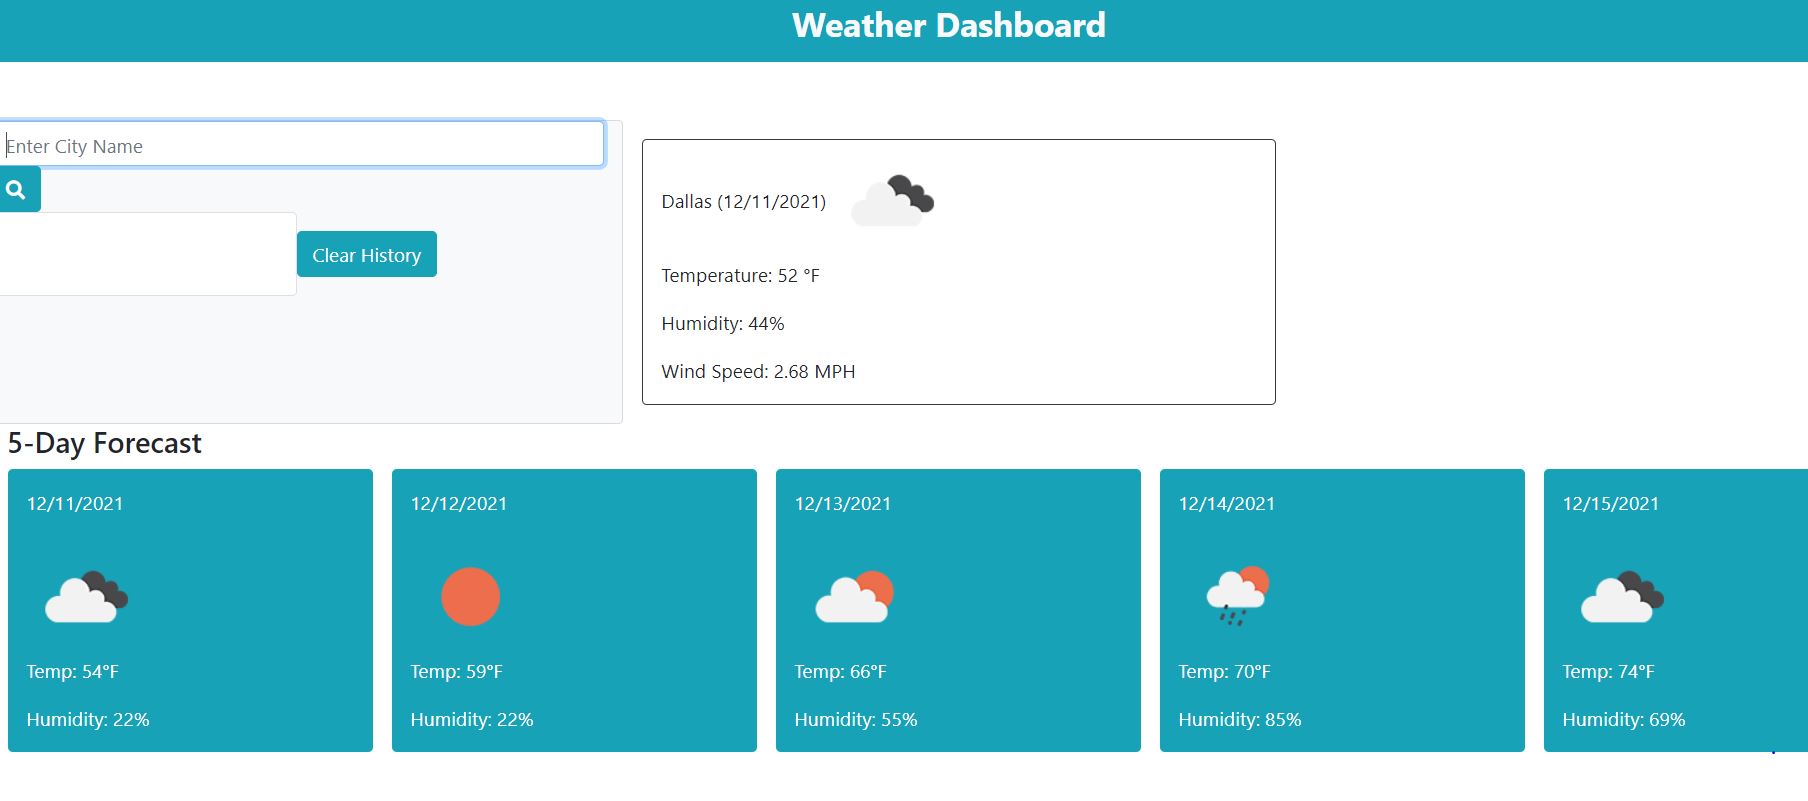 Weather Dashboard
Enter City Name
Clear History
Dallas (12/11/2021)
Temperature: 52 °F
Humidity: 44%
Wind Speed: 2.68 MPH
5-Day Forecast
12/11/2021
Temp: 54°F
Humidity: 22%
12/12/2021
Temp: 59°F
Humidity: 22%
12/13/2021
Temp: 66°F
Humidity: 55%
12/14/2021
Temp: 70°F
Humidity: 85%
12/15/2021
Temp: 74°F
Humidity: 69%